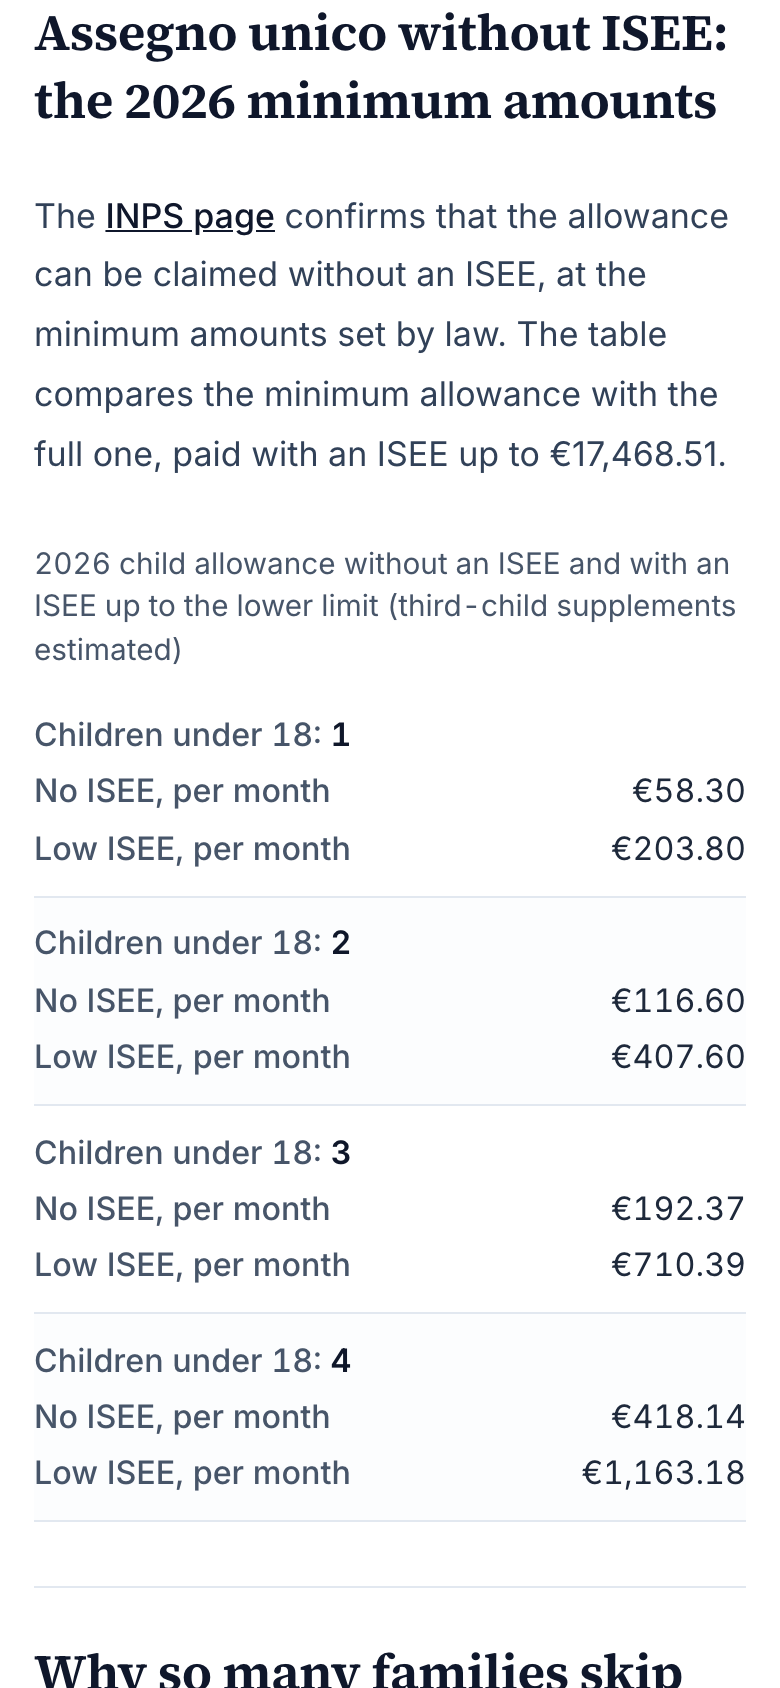 Assegno unico without ISEE:
the 2026 minimum amounts
The INPS page confirms that the allowance
can be claimed without an ISEE, at the
minimum amounts set by law. The table
compares the minimum allowance with the
full one, paid with an ISEE up to €17,468.51.
2026 child allowance without an ISEE and with an
ISEE up to the lower limit (third-child supplements
estimated)
Children under 18: 1
No ISEE, per month €58.30
Low ISEE, per month €203.80
Children under 18: 2
No ISEE, per month €116.60
Low ISEE, per month €407.60
Children under 18: 3
No ISEE, per month €192.37
Low ISEE, per month €710.39
Children under 18: 4
No ISEE, per month €418.14
Low ISEE, per month €1,163.18
Why so many families skip